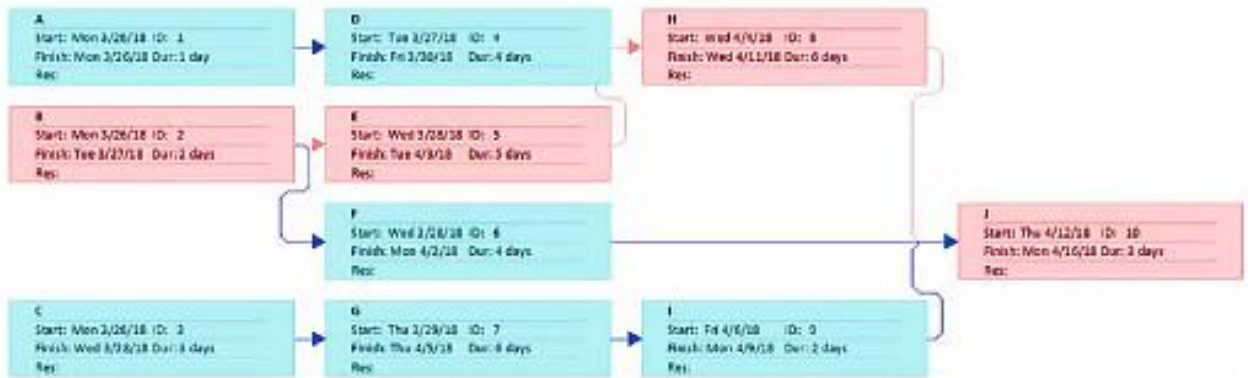 A
Start: Mon 3/26/18 ID: 1
Finish: Mon 3/26/18 Dur: 1 day
Res:
D
Start: Tue 3/27/18 ID: 4
Finish: Fri 3/30/18 Dur: 4 days
Res:
H
Start: Wed 4/4/18 ID: 8
Finish: Wed 4/11/18 Dur: 6 days
Res:
B
Start: Mon 3/26/18 ID: 2
Finish: Tue 3/27/18 Dur: 2 days
Res:
E
Start: Wed 3/28/18 ID: 5
Finish: Tue 4/3/18 Dur: 5 days
Res:
F
Start: Wed 3/28/18 ID: 6
Finish: Mon 4/2/18 Dur: 4 days
Res:
J
Start: Thu 4/12/18 ID: 10
Finish: Mon 4/16/18 Dur: 3 days
Res:
C
Start: Mon 3/26/18 ID: 3
Finish: Wed 3/28/18 Dur: 3 days
Res:
G
Start: Thu 3/29/18 ID: 7
Finish: Thu 4/5/18 Dur: 6 days
Res:
I
Start: Fri 4/6/18 ID: 9
Finish: Mon 4/9/18 Dur: 2 days
Res: